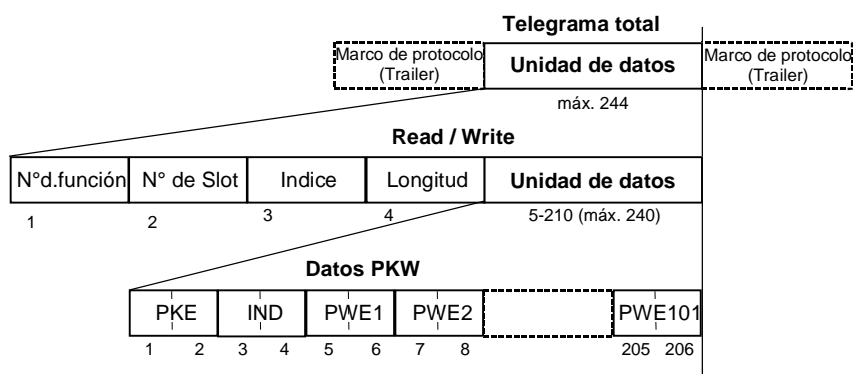 Telegrama total
Marco de protocolo
(Trailer)
Unidad de datos
Marco de protocolo
(Trailer)
máx. 244
Read / Write
N°d.función
N° de Slot
Indice
Longitud
Unidad de datos
1
2
3
4
5-210 (máx. 240)
Datos PKW
PKE
IND
PWE1
PWE2
PWE101
1 2 3 4 5 6 7 8 205 206